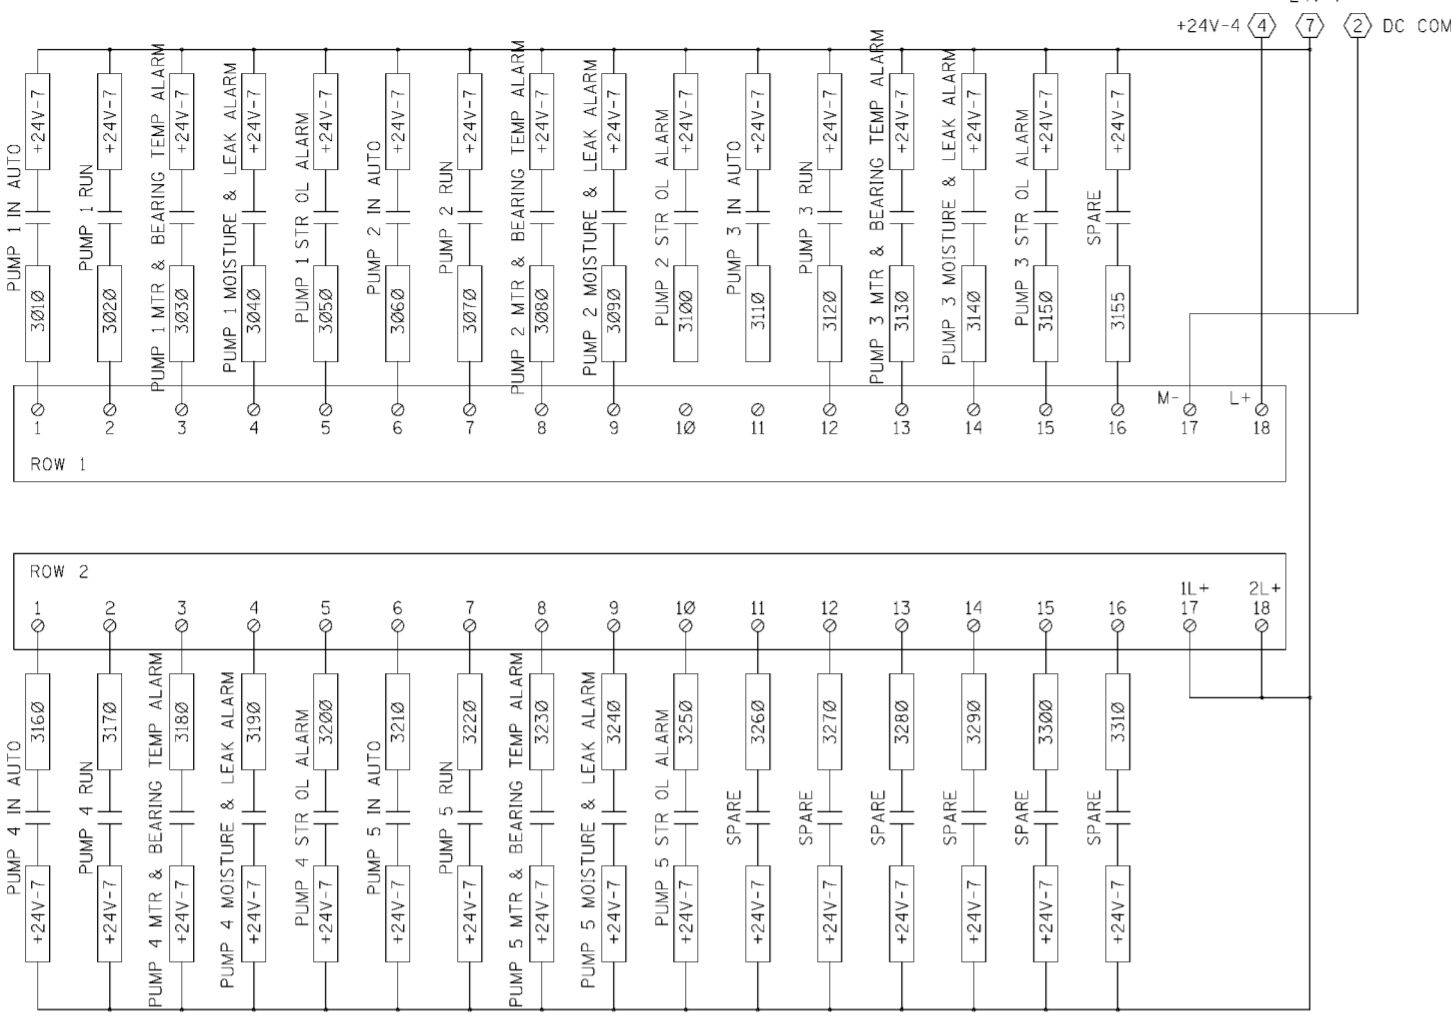 +24V-4 4 7 2 DC COM
PUMP 1 IN AUTO
+24V-7
3010
PUMP 1 RUN
+24V-7
3020
PUMP 1 MTR & BEARING TEMP ALARM
+24V-7
3030
PUMP 1 MOISTURE & LEAK ALARM
+24V-7
3040
PUMP 1 STR OL ALARM
+24V-7
3050
PUMP 2 IN AUTO
+24V-7
3060
PUMP 2 RUN
+24V-7
3070
PUMP 2 MTR & BEARING TEMP ALARM
+24V-7
3080
PUMP 2 MOISTURE & LEAK ALARM
+24V-7
3090
PUMP 2 STR OL ALARM
+24V-7
3100
PUMP 3 IN AUTO
+24V-7
3110
PUMP 3 RUN
+24V-7
3120
PUMP 3 MTR & BEARING TEMP ALARM
+24V-7
3130
PUMP 3 MOISTURE & LEAK ALARM
+24V-7
3140
PUMP 3 STR OL ALARM
+24V-7
3150
SPARE
+24V-7
3155
M- L+
1 2 3 4 5 6 7 8 9 10 11 12 13 14 15 16 17 18
ROW 1
ROW 2
1L+ 2L+
1 2 3 4 5 6 7 8 9 10 11 12 13 14 15 16 17 18
PUMP 4 IN AUTO
3160
+24V-7
PUMP 4 RUN
3170
+24V-7
PUMP 4 MTR & BEARING TEMP ALARM
3180
+24V-7
PUMP 4 MOISTURE & LEAK ALARM
3190
+24V-7
PUMP 4 STR OL ALARM
3200
+24V-7
PUMP 5 IN AUTO
3210
+24V-7
PUMP 5 RUN
3220
+24V-7
PUMP 5 MTR & BEARING TEMP ALARM
3230
+24V-7
PUMP 5 MOISTURE & LEAK ALARM
3240
+24V-7
PUMP 5 STR OL ALARM
3250
+24V-7
SPARE
3260
+24V-7
SPARE
3270
+24V-7
SPARE
3280
+24V-7
SPARE
3290
+24V-7
SPARE
3300
+24V-7
SPARE
3310
+24V-7